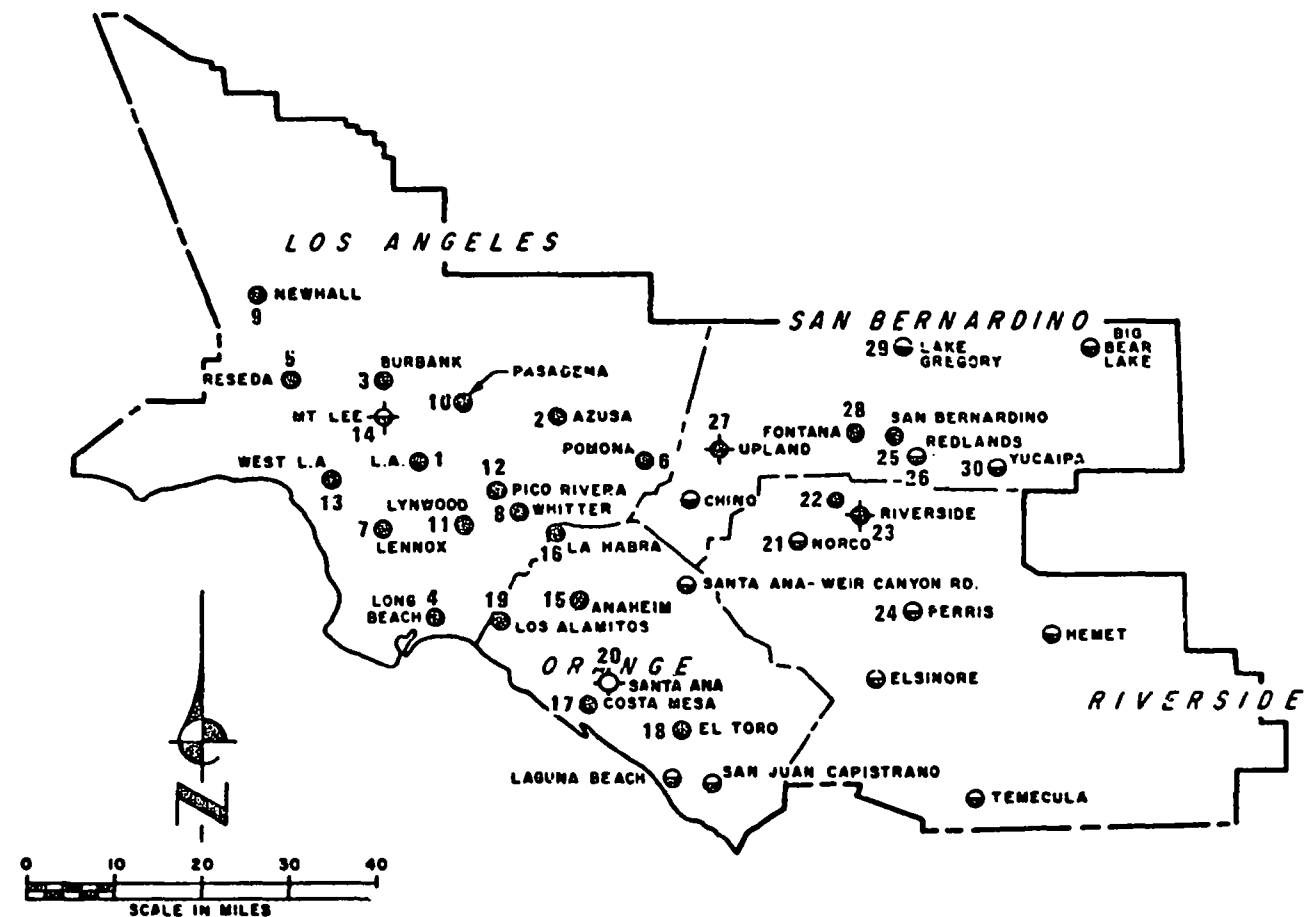 LOS ANGELES
NEWHALL
9
SAN BERNARDINO
29 LAKE
GREGORY
BIG
BEAR
LAKE
5
RESEDA
BURBANK
3
PASADENA
10
MT LEE
14
2 AZUSA
27
UPLAND
28
FONTANA
SAN BERNARDINO
25
REDLANDS
26
30 YUCAIPA
POMONA 6
WEST L.A
13
L.A. 1
12
PICO RIVERA
8 WHITTER
LYNWOOD
11
7
LENNOX
CHINO
22
RIVERSIDE
23
21 NORCO
16 LA HABRA
SANTA ANA-WEIR CANYON RD.
LONG
BEACH
4
19
LOS ALAMITOS
15 ANAHEIM
24 PERRIS
HEMET
ORANGE
20
SANTA ANA
17 COSTA MESA
18 EL TORO
ELSINORE
RIVERSIDE
LAGUNA BEACH
SAN JUAN CAPISTRANO
TEMECULA
N
0 10 20 30 40
SCALE IN MILES